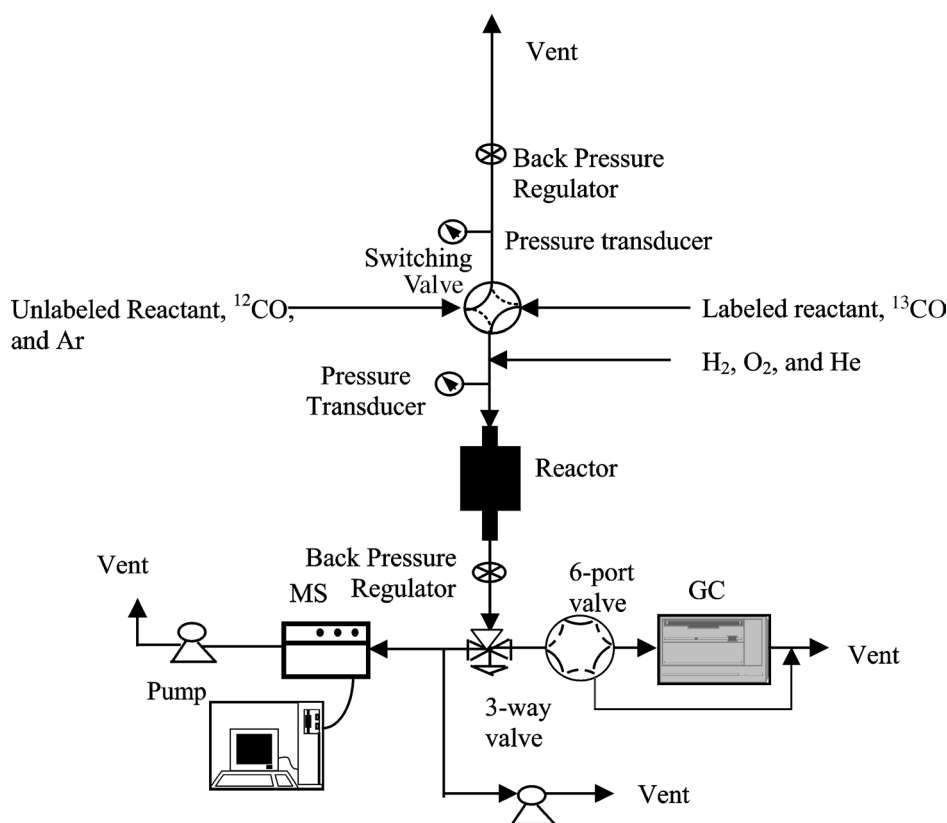 Vent
Back Pressure
Regulator
Pressure transducer
Switching
Valve
Unlabeled Reactant, ¹²CO,
and Ar
Labeled reactant, ¹³CO
H₂, O₂, and He
Pressure
Transducer
Reactor
Back Pressure
Regulator
Vent
MS
6-port
valve
GC
Vent
Pump
3-way
valve
Vent